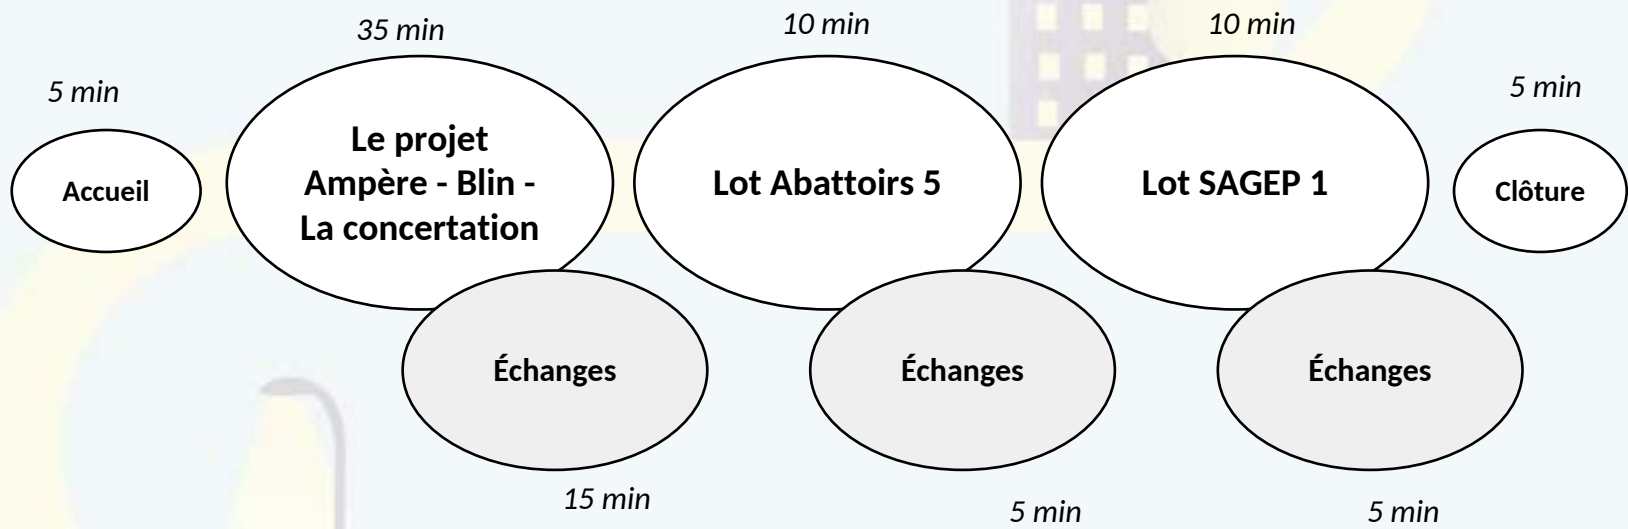 5 min
Accueil
35 min
Le projet
Ampère - Blin -
La concertation
Échanges
15 min
10 min
Lot Abattoirs 5
Échanges
5 min
10 min
Lot SAGEP 1
Échanges
5 min
5 min
Clôture